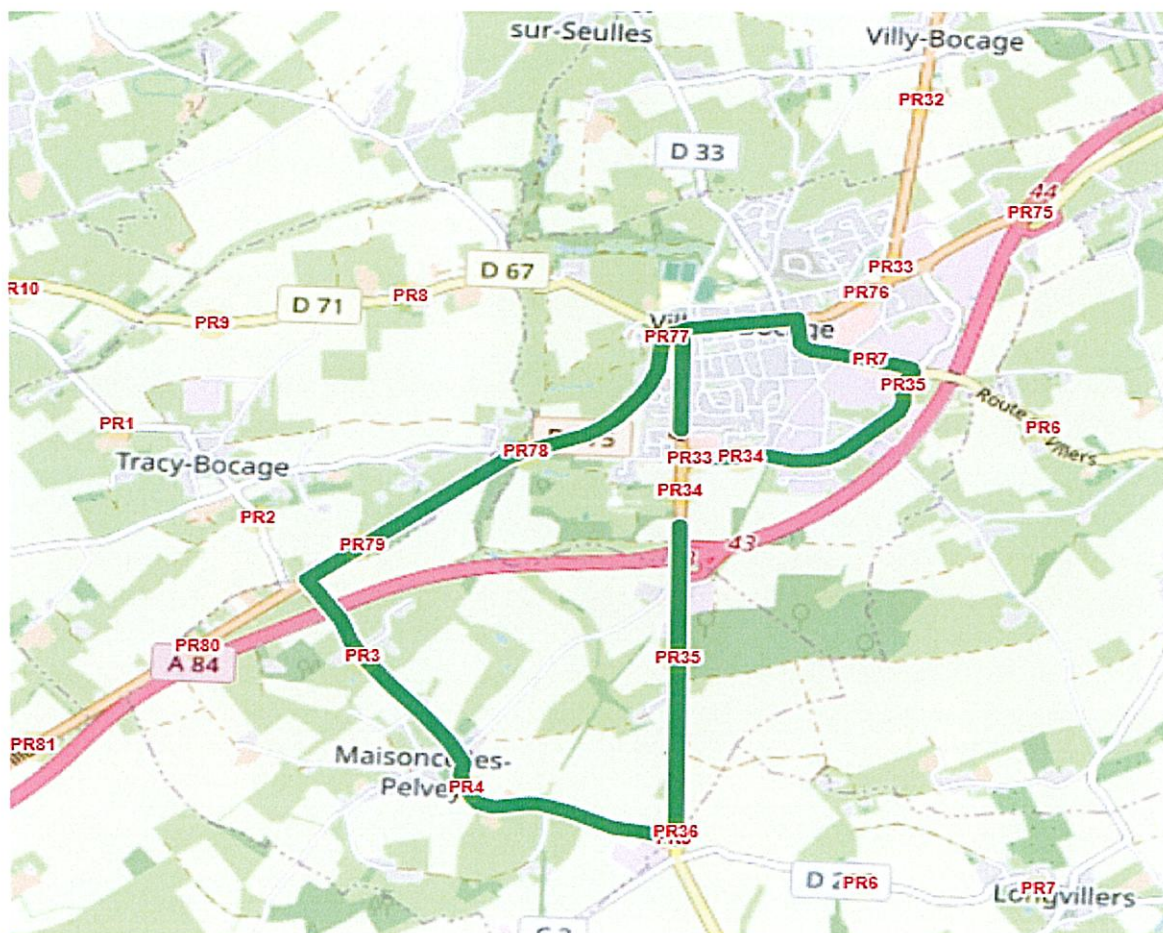 sur-Seulles
Villy-Bocage
PR32
D 33
44
PR75
D 67
PR33
PR10
D 71
PR8
PR76
PR9
PR77
PR7
PR35
Route
PR1
PR6
PR78
Tracy-Bocage
PR33
PR34
PR34
PR2
PR79
43
PR80
PR3
PR35
A 84
PR81
Maisoncelles-
PR4
Pelvey
PR36
D
PR6
PR7
Longvillers